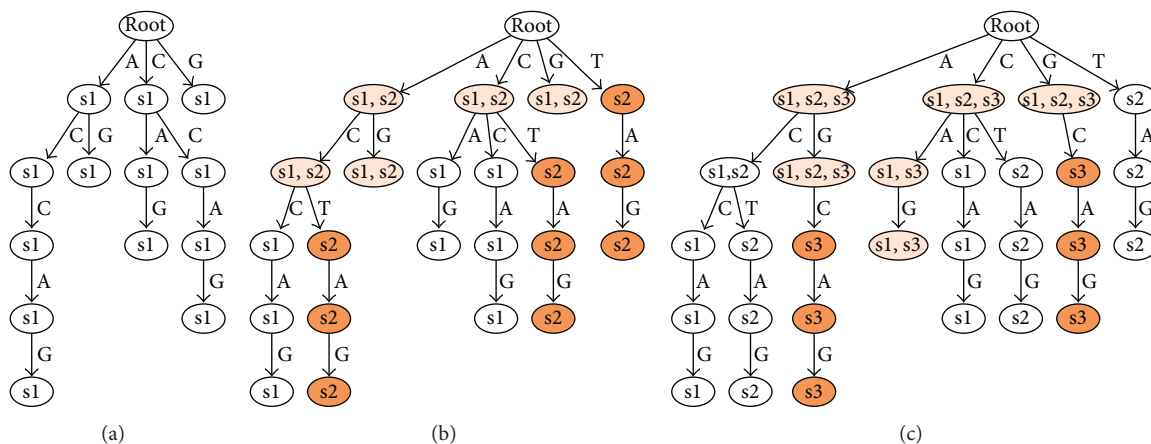 Root Root Root
A C G A C G T A C G T
s1 s1 s1 s1, s2 s1, s2 s1, s2 s2 s1, s2, s3 s1, s2, s3 s1, s2, s3 s2
C G A C C G A C T A C G A C T C A
s1 s1 s1 s1 s1, s2 s1, s2 s1 s1 s2 s2 s1,s2 s1, s2, s3 s1, s3 s1 s2 s3 s2
C G A C T G A A G C T C G A A A G
s1 s1 s1 s1 s2 s1 s1 s2 s2 s1 s2 s3 s1, s3 s1 s2 s3 s2
A G A A G G A A A G G G
s1 s1 s1 s2 s1 s2 s1 s2 s3 s1 s2 s3
G G G G G G
s1 s1 s2 s1 s2 s3
(a) (b) (c)